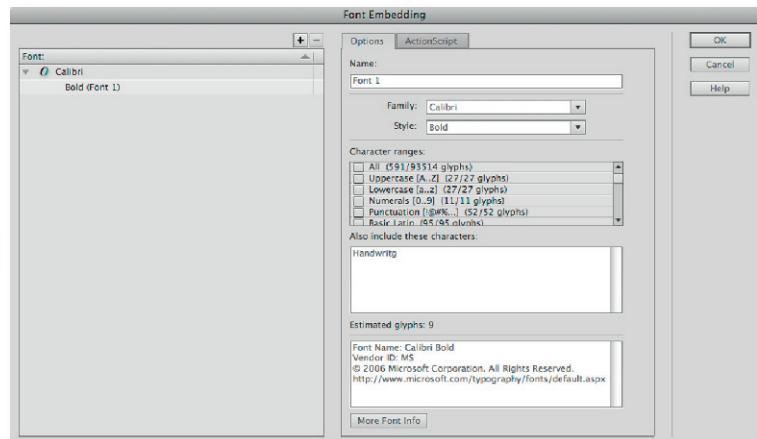 Font Embedding
+ −
Font:
Calibri
Bold (Font 1)
Options ActionScript
Name:
Font 1
Family: Calibri
Style: Bold
Character ranges:
All (591/93514 glyphs)
Uppercase [A..Z] (27/27 glyphs)
Lowercase [a..z] (27/27 glyphs)
Numerals [0..9] (11/11 glyphs)
Punctuation [!@#%...] (52/52 glyphs)
Basic Latin (95/95 glyphs)
Also include these characters:
Handwritg
Estimated glyphs: 9
Font Name: Calibri Bold
Vendor ID: MS
© 2006 Microsoft Corporation. All Rights Reserved.
http://www.microsoft.com/typography/fonts/default.aspx
More Font Info
OK
Cancel
Help